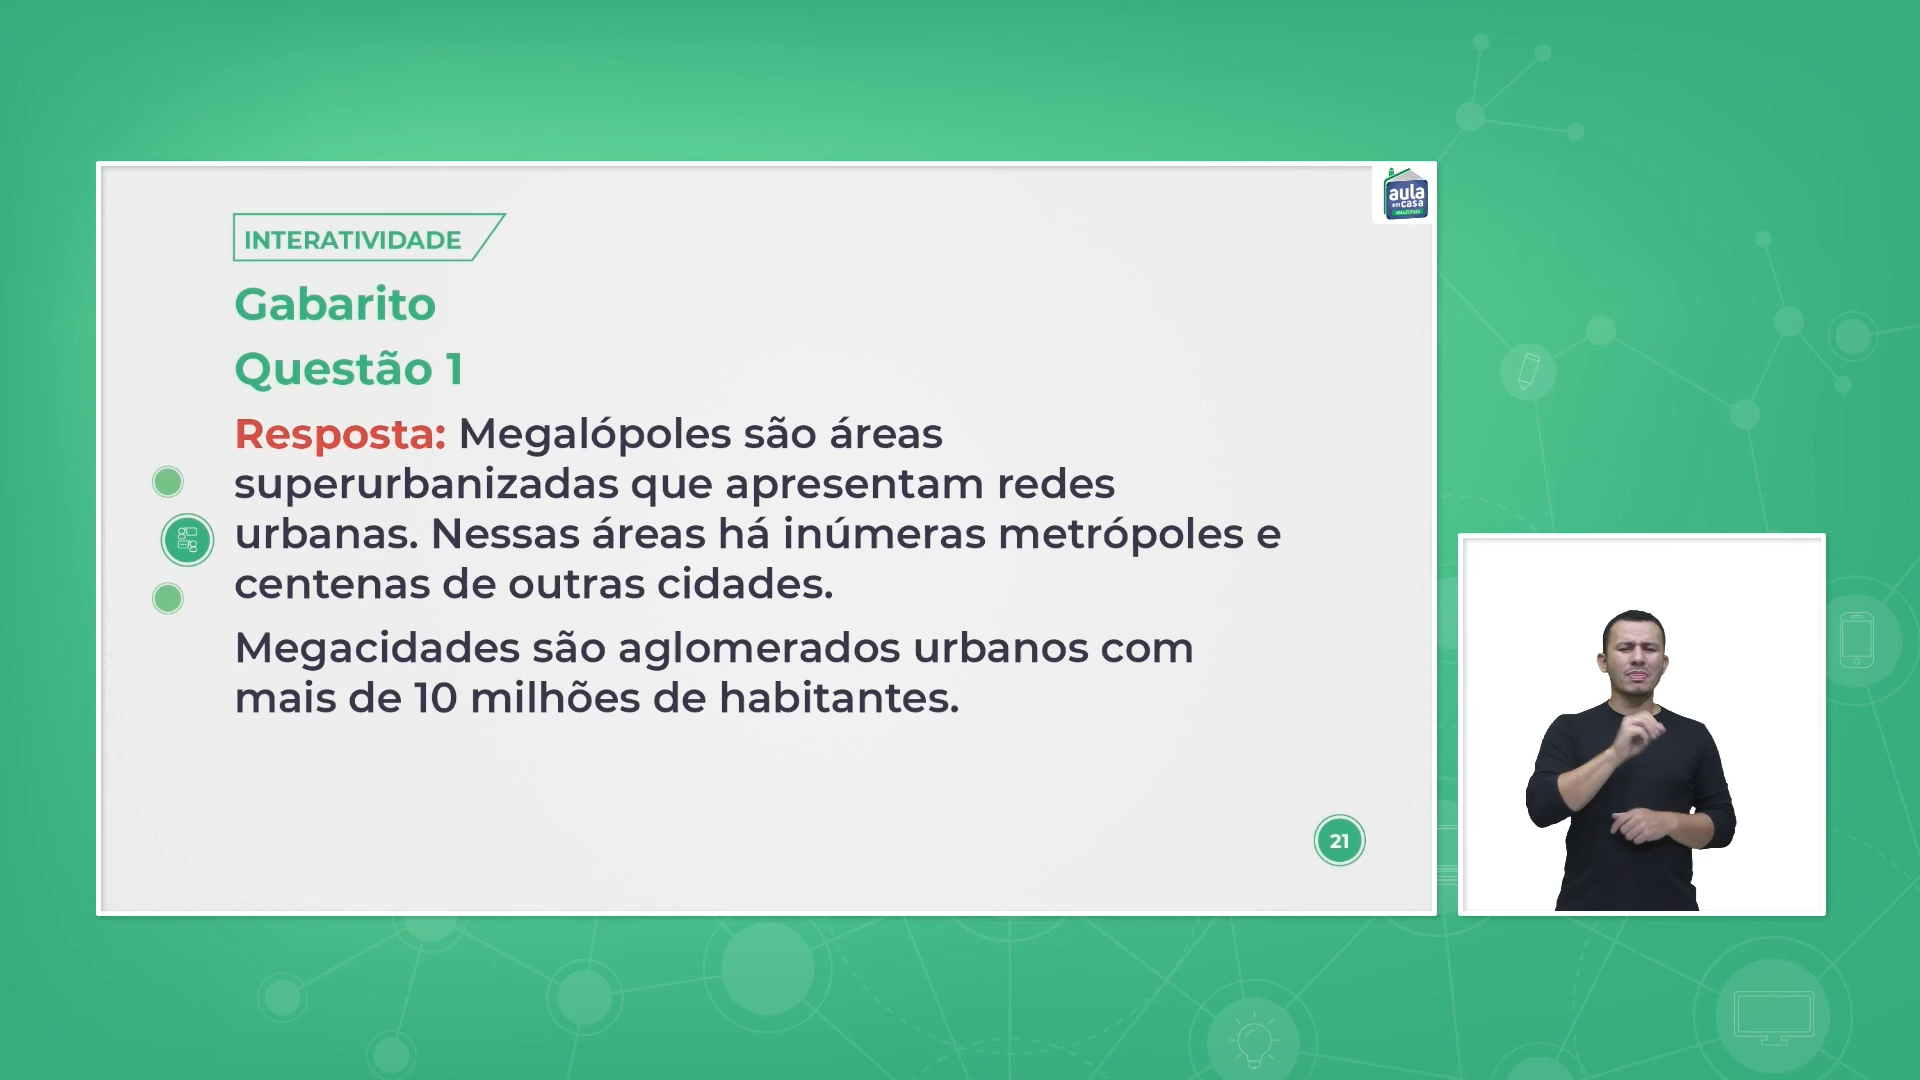 aula
em casa
AMAZONAS
INTERATIVIDADE
Gabarito
Questão 1
Resposta: Megalópoles são áreas
superurbanizadas que apresentam redes
urbanas. Nessas áreas há inúmeras metrópoles e
centenas de outras cidades.
Megacidades são aglomerados urbanos com
mais de 10 milhões de habitantes.
21